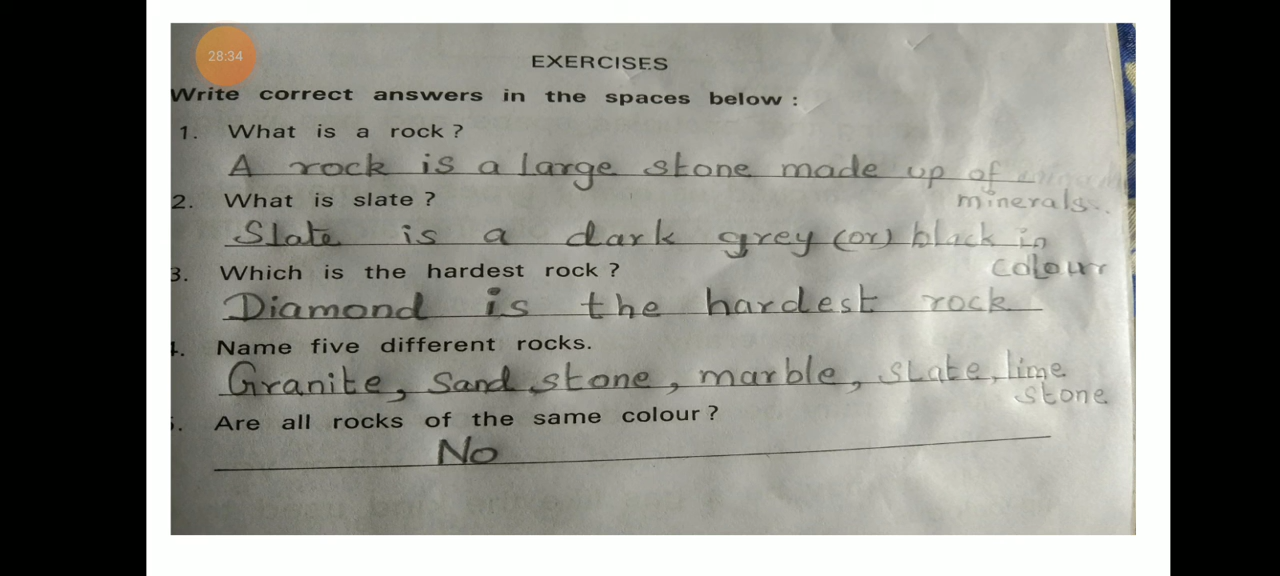 28:34
EXERCISES
Write correct answers in the spaces below :
1. What is a rock ?
A rock is a large stone made up of
minerals..
2. What is slate ?
Slate is a dark grey (or) black in
colour
3. Which is the hardest rock ?
Diamond is the hardest rock
4. Name five different rocks.
Granite, Sand stone, marble, slate, lime
stone
5. Are all rocks of the same colour ?
No